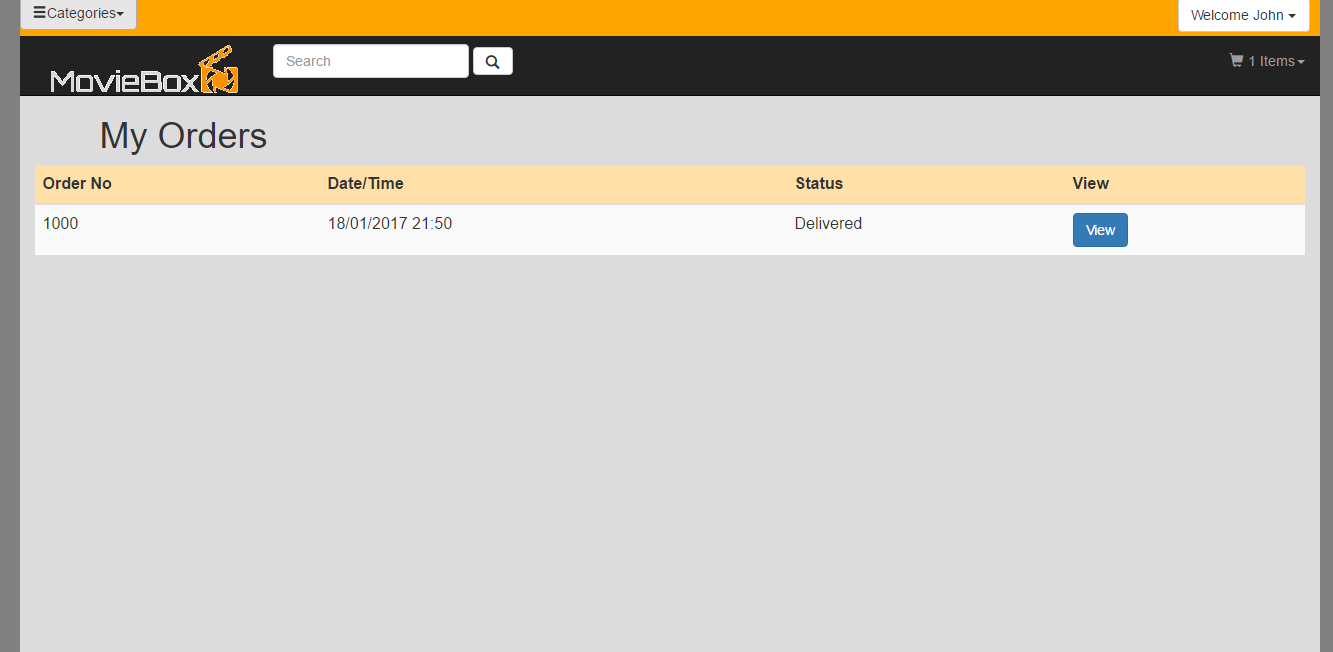 Categories
Welcome John
MovieBox
Search
1 Items
My Orders
Order No Date/Time Status View
1000 18/01/2017 21:50 Delivered View